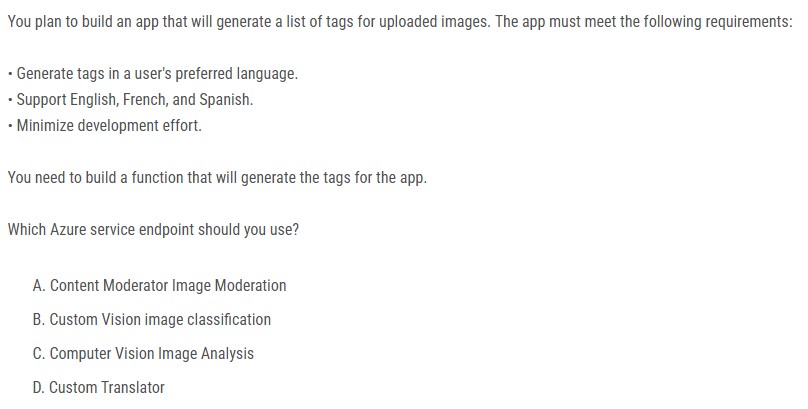 You plan to build an app that will generate a list of tags for uploaded images. The app must meet the following requirements:
• Generate tags in a user's preferred language.
• Support English, French, and Spanish.
• Minimize development effort.
You need to build a function that will generate the tags for the app.
Which Azure service endpoint should you use?
A. Content Moderator Image Moderation
B. Custom Vision image classification
C. Computer Vision Image Analysis
D. Custom Translator